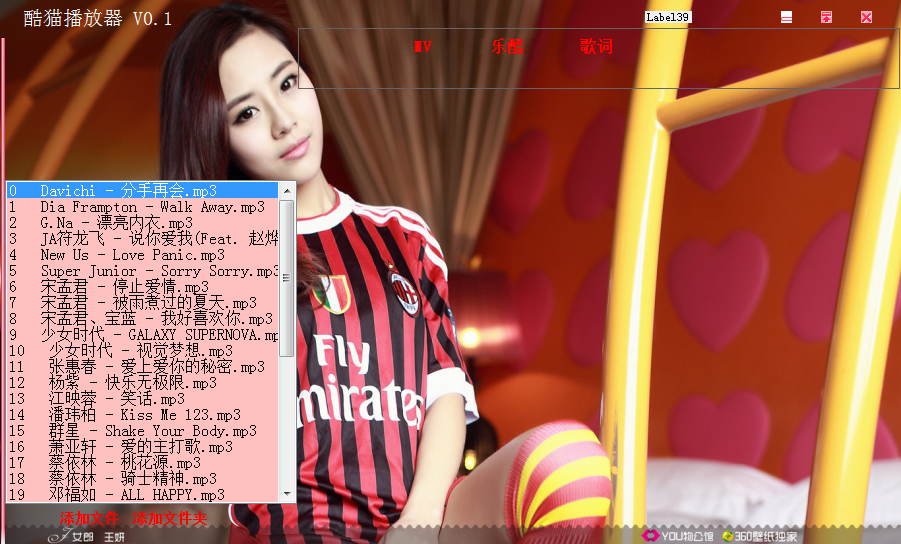 酷猫播放器 V0.1
Label39
MV 乐酷 歌词
0 Davichi - 分手再会.mp3
1 Dia Frampton - Walk Away.mp3
2 G.Na - 漂亮内衣.mp3
3 JA符龙飞 - 说你爱我(Feat. 赵烨
4 New Us - Love Panic.mp3
5 Super Junior - Sorry Sorry.mp3
6 宋孟君 - 停止爱情.mp3
7 宋孟君 - 被雨煮过的夏天.mp3
8 宋孟君、宝蓝 - 我好喜欢你.mp3
9 少女时代 - GALAXY SUPERNOVA.mp
10 少女时代 - 视觉梦想.mp3
11 张惠春 - 爱上爱你的秘密.mp3
12 杨紫 - 快乐无极限.mp3
13 江映蓉 - 笑话.mp3
14 潘玮柏 - Kiss Me 123.mp3
15 群星 - Shake Your Body.mp3
16 萧亚轩 - 爱的主打歌.mp3
17 蔡依林 - 桃花源.mp3
18 蔡依林 - 骑士精神.mp3
19 邓福如 - ALL HAPPY.mp3
Fly
mirates
添加文件 添加文件夹
女郎 王妍
YOU物公馆 360壁纸独家